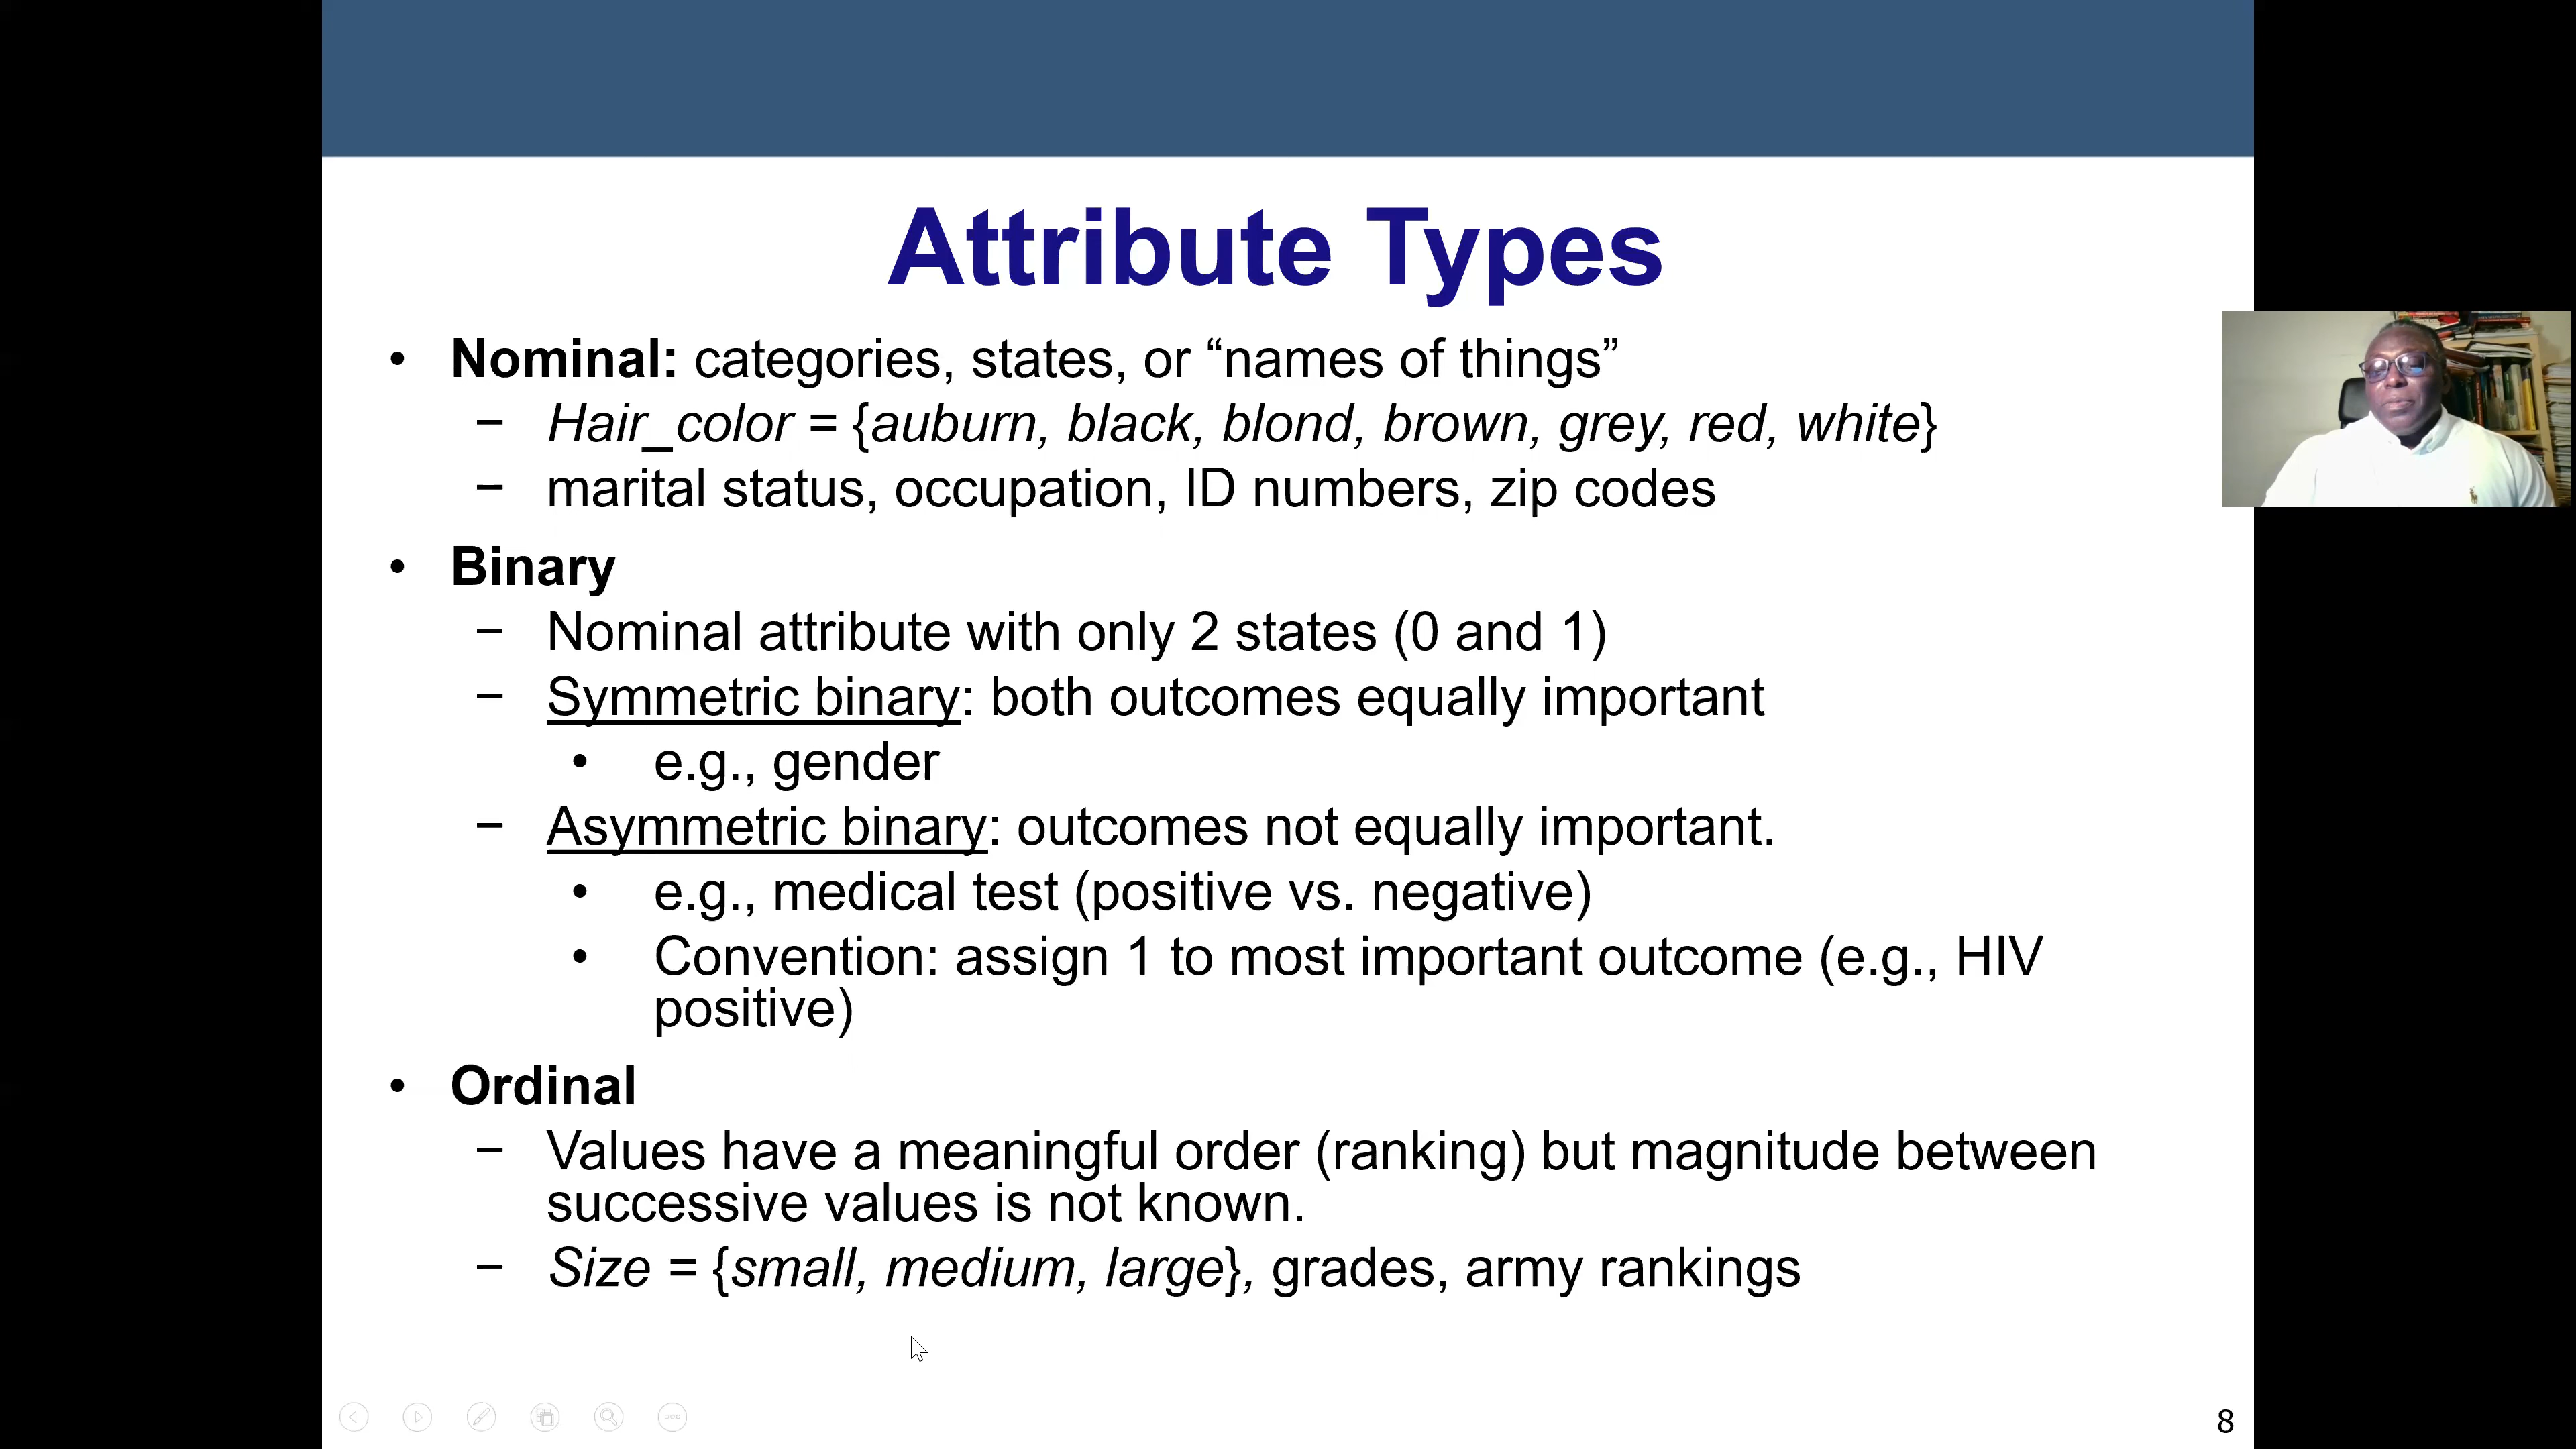 Attribute Types
• Nominal: categories, states, or “names of things”
− Hair_color = {auburn, black, blond, brown, grey, red, white}
− marital status, occupation, ID numbers, zip codes
• Binary
− Nominal attribute with only 2 states (0 and 1)
− Symmetric binary: both outcomes equally important
• e.g., gender
− Asymmetric binary: outcomes not equally important.
• e.g., medical test (positive vs. negative)
• Convention: assign 1 to most important outcome (e.g., HIV
positive)
• Ordinal
− Values have a meaningful order (ranking) but magnitude between
successive values is not known.
− Size = {small, medium, large}, grades, army rankings
8